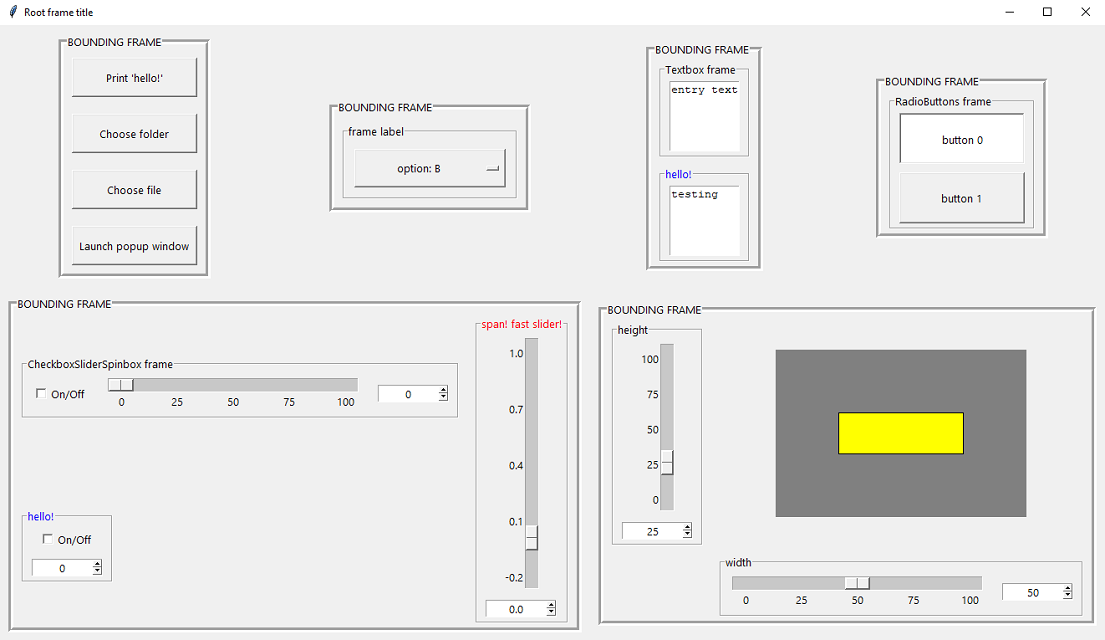 Root frame title
BOUNDING FRAME
Print 'hello!'
Choose folder
Choose file
Launch popup window
BOUNDING FRAME
frame label
option: B
BOUNDING FRAME
Textbox frame
entry text
hello!
testing
BOUNDING FRAME
RadioButtons frame
button 0
button 1
BOUNDING FRAME
CheckboxSliderSpinbox frame
On/Off
0 25 50 75 100
0
hello!
On/Off
0
span! fast slider!
1.0
0.7
0.4
0.1
-0.2
0.0
BOUNDING FRAME
height
100
75
50
25
0
25
width
0 25 50 75 100
50